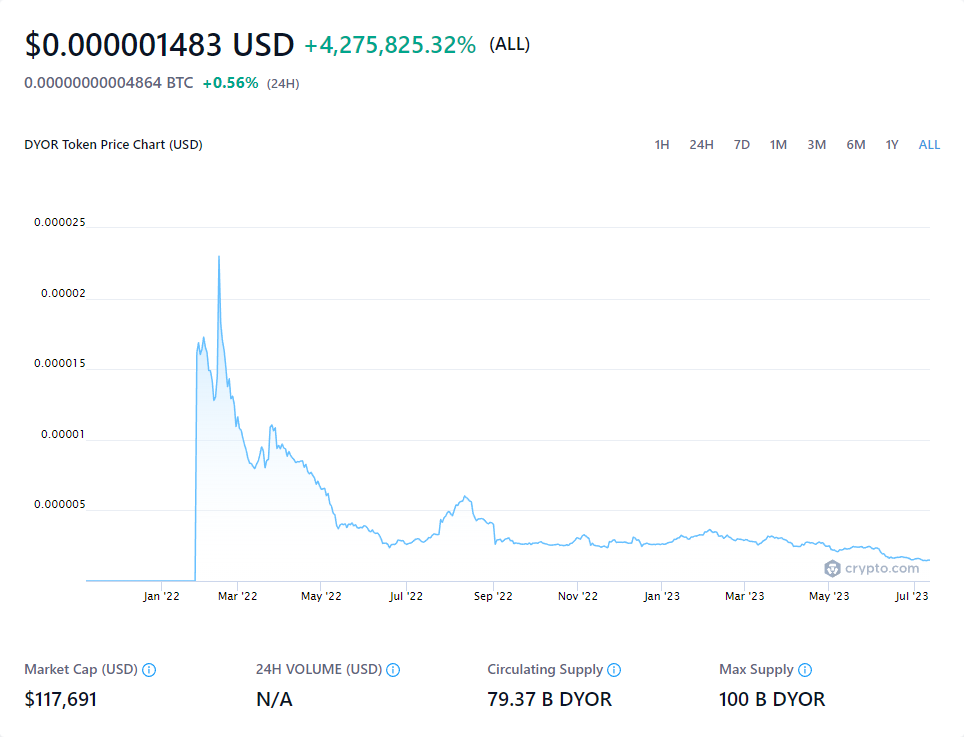 $0.000001483 USD +4,275,825.32% (ALL)
0.00000000004864 BTC +0.56% (24H)
DYOR Token Price Chart (USD) 1H 24H 7D 1M 3M 6M 1Y ALL
0.000025
0.00002
0.000015
0.00001
0.000005
crypto.com
Jan '22 Mar '22 May '22 Jul '22 Sep '22 Nov '22 Jan '23 Mar '23 May '23 Jul '23
Market Cap (USD) 24H VOLUME (USD) Circulating Supply Max Supply
$117,691 N/A 79.37 B DYOR 100 B DYOR